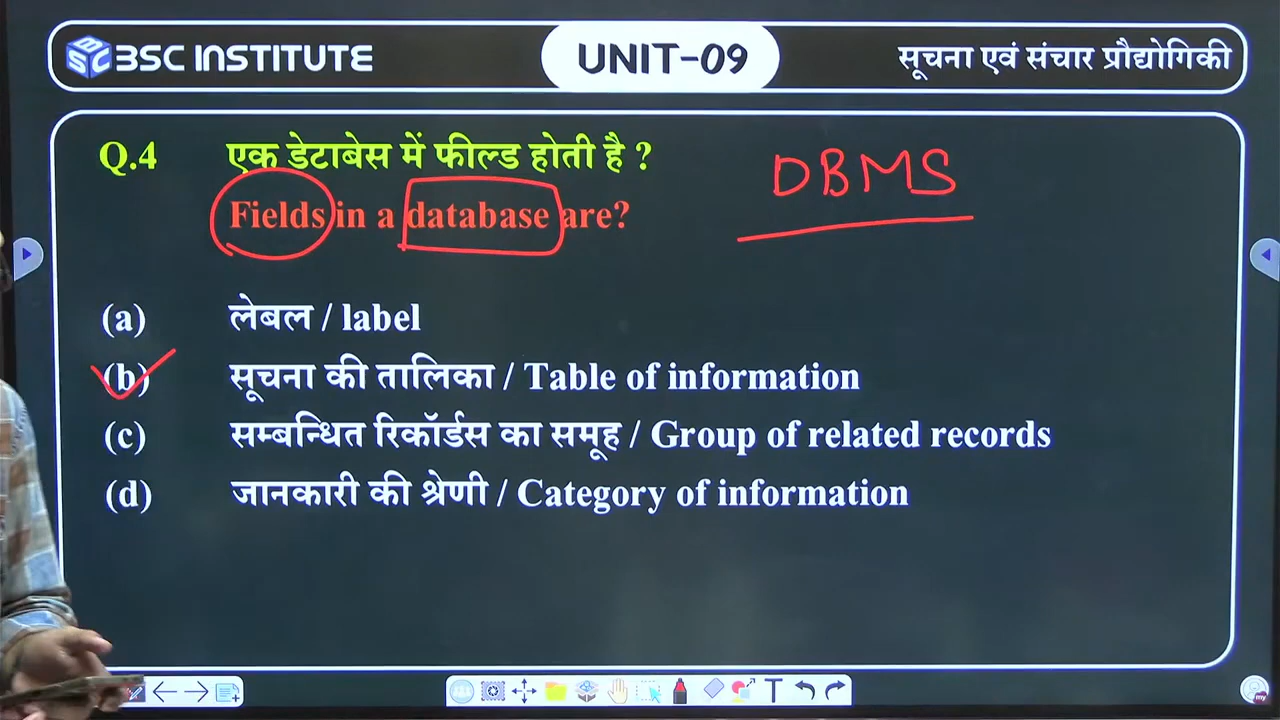 BSC INSTITUTE
UNIT-09
सूचना एवं संचार प्रौद्योगिकी
Q.4 एक डेटाबेस में फील्ड होती है ?
DBMS
Fields in a database are?
(a) लेबल / label
(b) सूचना की तालिका / Table of information
(c) सम्बन्धित रिकॉर्डस का समूह / Group of related records
(d) जानकारी की श्रेणी / Category of information